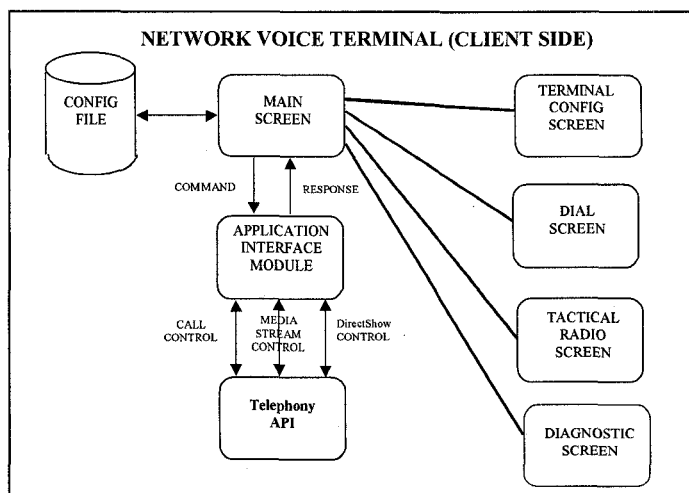 NETWORK VOICE TERMINAL (CLIENT SIDE)
CONFIG
FILE
MAIN
SCREEN
TERMINAL
CONFIG
SCREEN
COMMAND
RESPONSE
DIAL
SCREEN
APPLICATION
INTERFACE
MODULE
CALL
CONTROL
MEDIA
STREAM
CONTROL
DirectShow
CONTROL
TACTICAL
RADIO
SCREEN
Telephony
API
DIAGNOSTIC
SCREEN